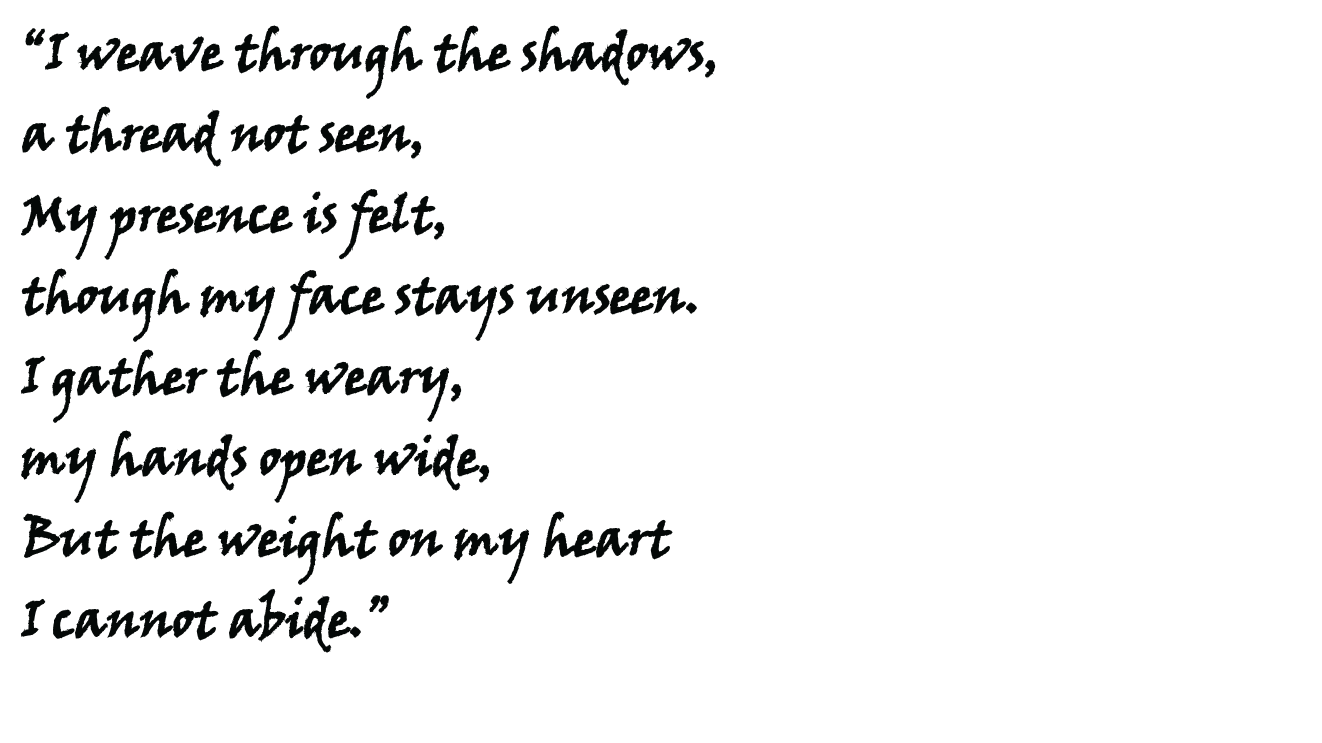 “I weave through the shadows,
a thread not seen,
My presence is felt,
though my face stays unseen.
I gather the weary,
my hands open wide,
But the weight on my heart
I cannot abide.”